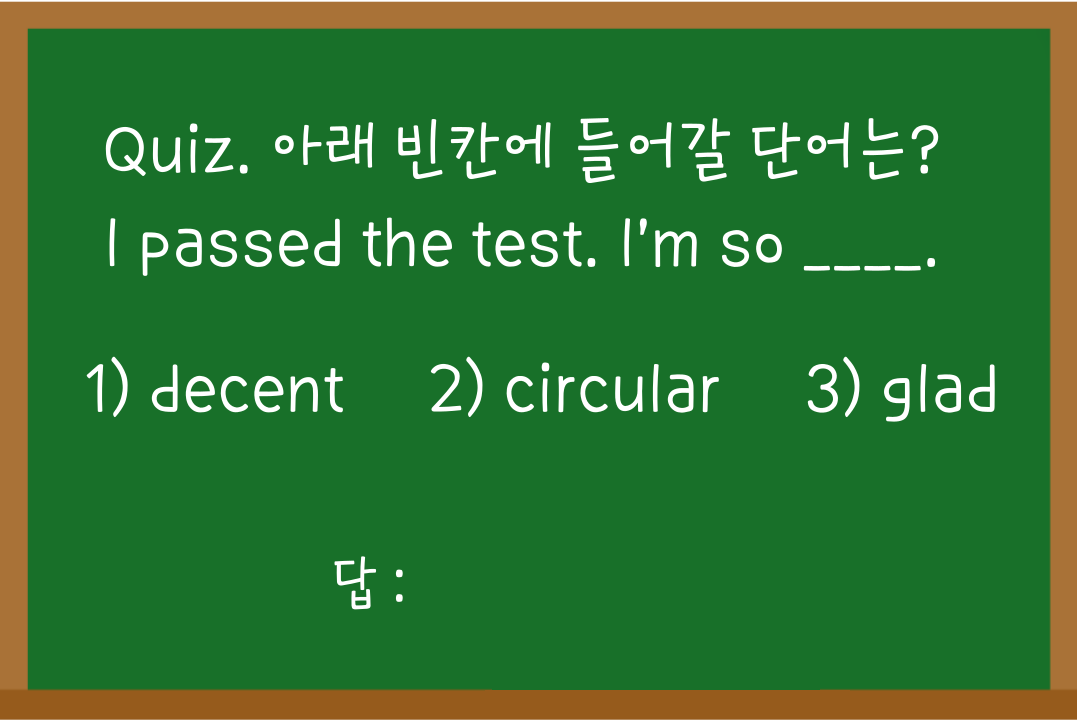 Quiz. 아래 빈칸에 들어갈 단어는?
I passed the test. I'm so ____.
1) decent 2) circular 3) glad
답 :